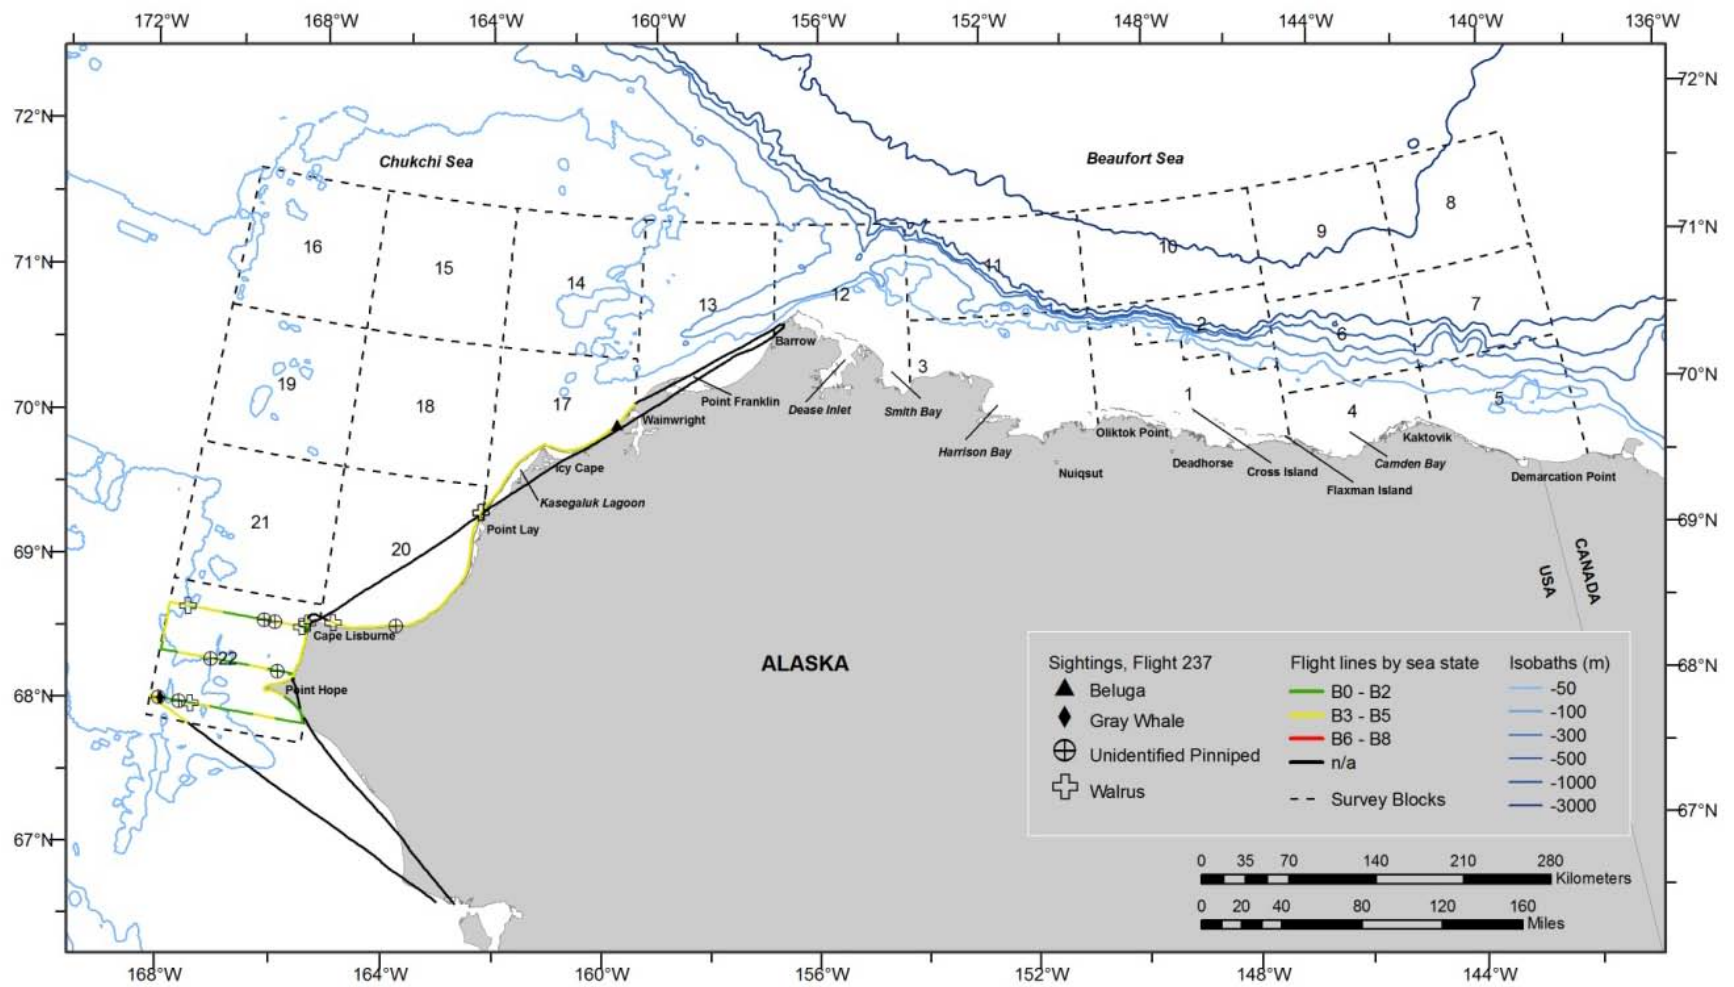 172°W 168°W 164°W 160°W 156°W 152°W 148°W 144°W 140°W 136°W
72°N
72°N
Chukchi Sea
Beaufort Sea
8
9
71°N
16
10
15
11
71°N
14
12
13
7
2
6
Barrow
3
70°N
19
1
5
18
17
Point Franklin
Dease Inlet
Smith Bay
4
70°N
Wainwright
Oliktok Point
Kaktovik
Harrison Bay
Icy Cape
Nuiqsut
Deadhorse
Cross Island
Camden Bay
Demarcation Point
Flaxman Island
Kasegaluk Lagoon
21
Point Lay
69°N
20
69°N
USA
CANADA
Cape Lisburne
22
ALASKA
68°N
Point Hope
68°N
67°N
67°N
Sightings, Flight 237
Beluga
Gray Whale
Unidentified Pinniped
Walrus
Flight lines by sea state
B0 - B2
B3 - B5
B6 - B8
n/a
Survey Blocks
Isobaths (m)
-50
-100
-300
-500
-1000
-3000
0 35 70 140 210 280
Kilometers
0 20 40 80 120 160
Miles
168°W 164°W 160°W 156°W 152°W 148°W 144°W